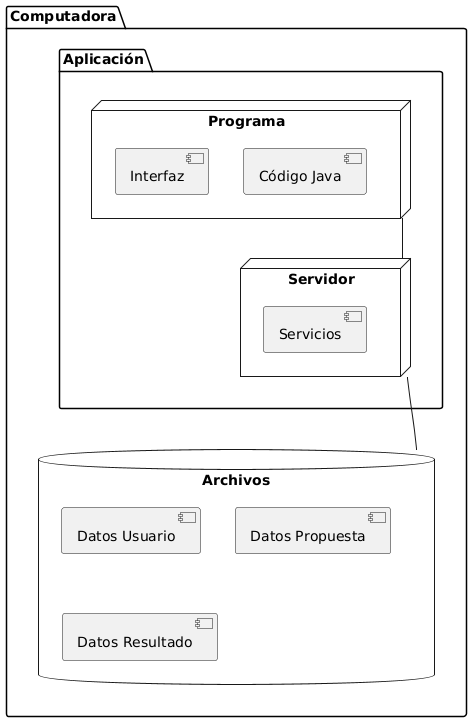 Computadora
Aplicación
Programa
Interfaz
Código Java
Servidor
Servicios
Archivos
Datos Usuario
Datos Propuesta
Datos Resultado